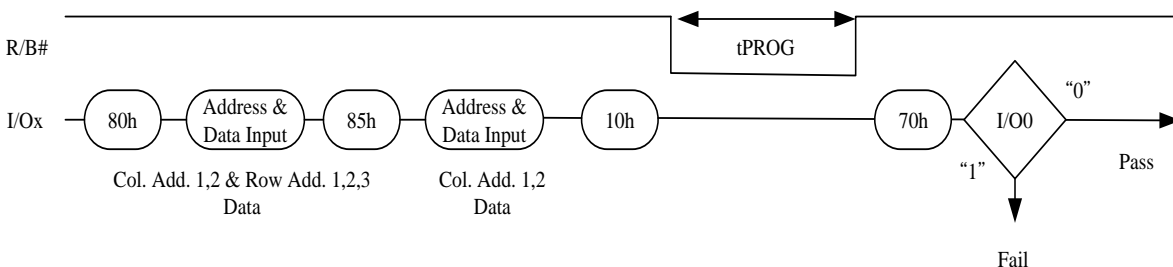 R/B#
tPROG
I/Ox
80h
Address &
Data Input
85h
Address &
Data Input
10h
70h
I/O0
“0”
“1”
Pass
Col. Add. 1,2 & Row Add. 1,2,3
Data
Col. Add. 1,2
Data
Fail